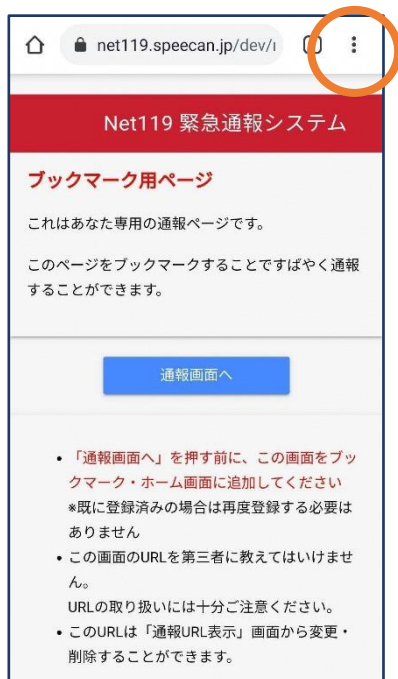 net119.speecan.jp/dev/
Net119 緊急通報システム
ブックマーク用ページ
これはあなた専用の通報ページです。
このページをブックマークすることですばやく通報
することができます。
通報画面へ
• 「通報画面へ」を押す前に、この画面をブッ
クマーク・ホーム画面に追加してください
*既に登録済みの場合は再度登録する必要は
ありません
• この画面のURLを第三者に教えてはいけませ
ん。
URLの取り扱いには十分ご注意ください。
• このURLは「通報URL表示」画面から変更・
削除することができます。